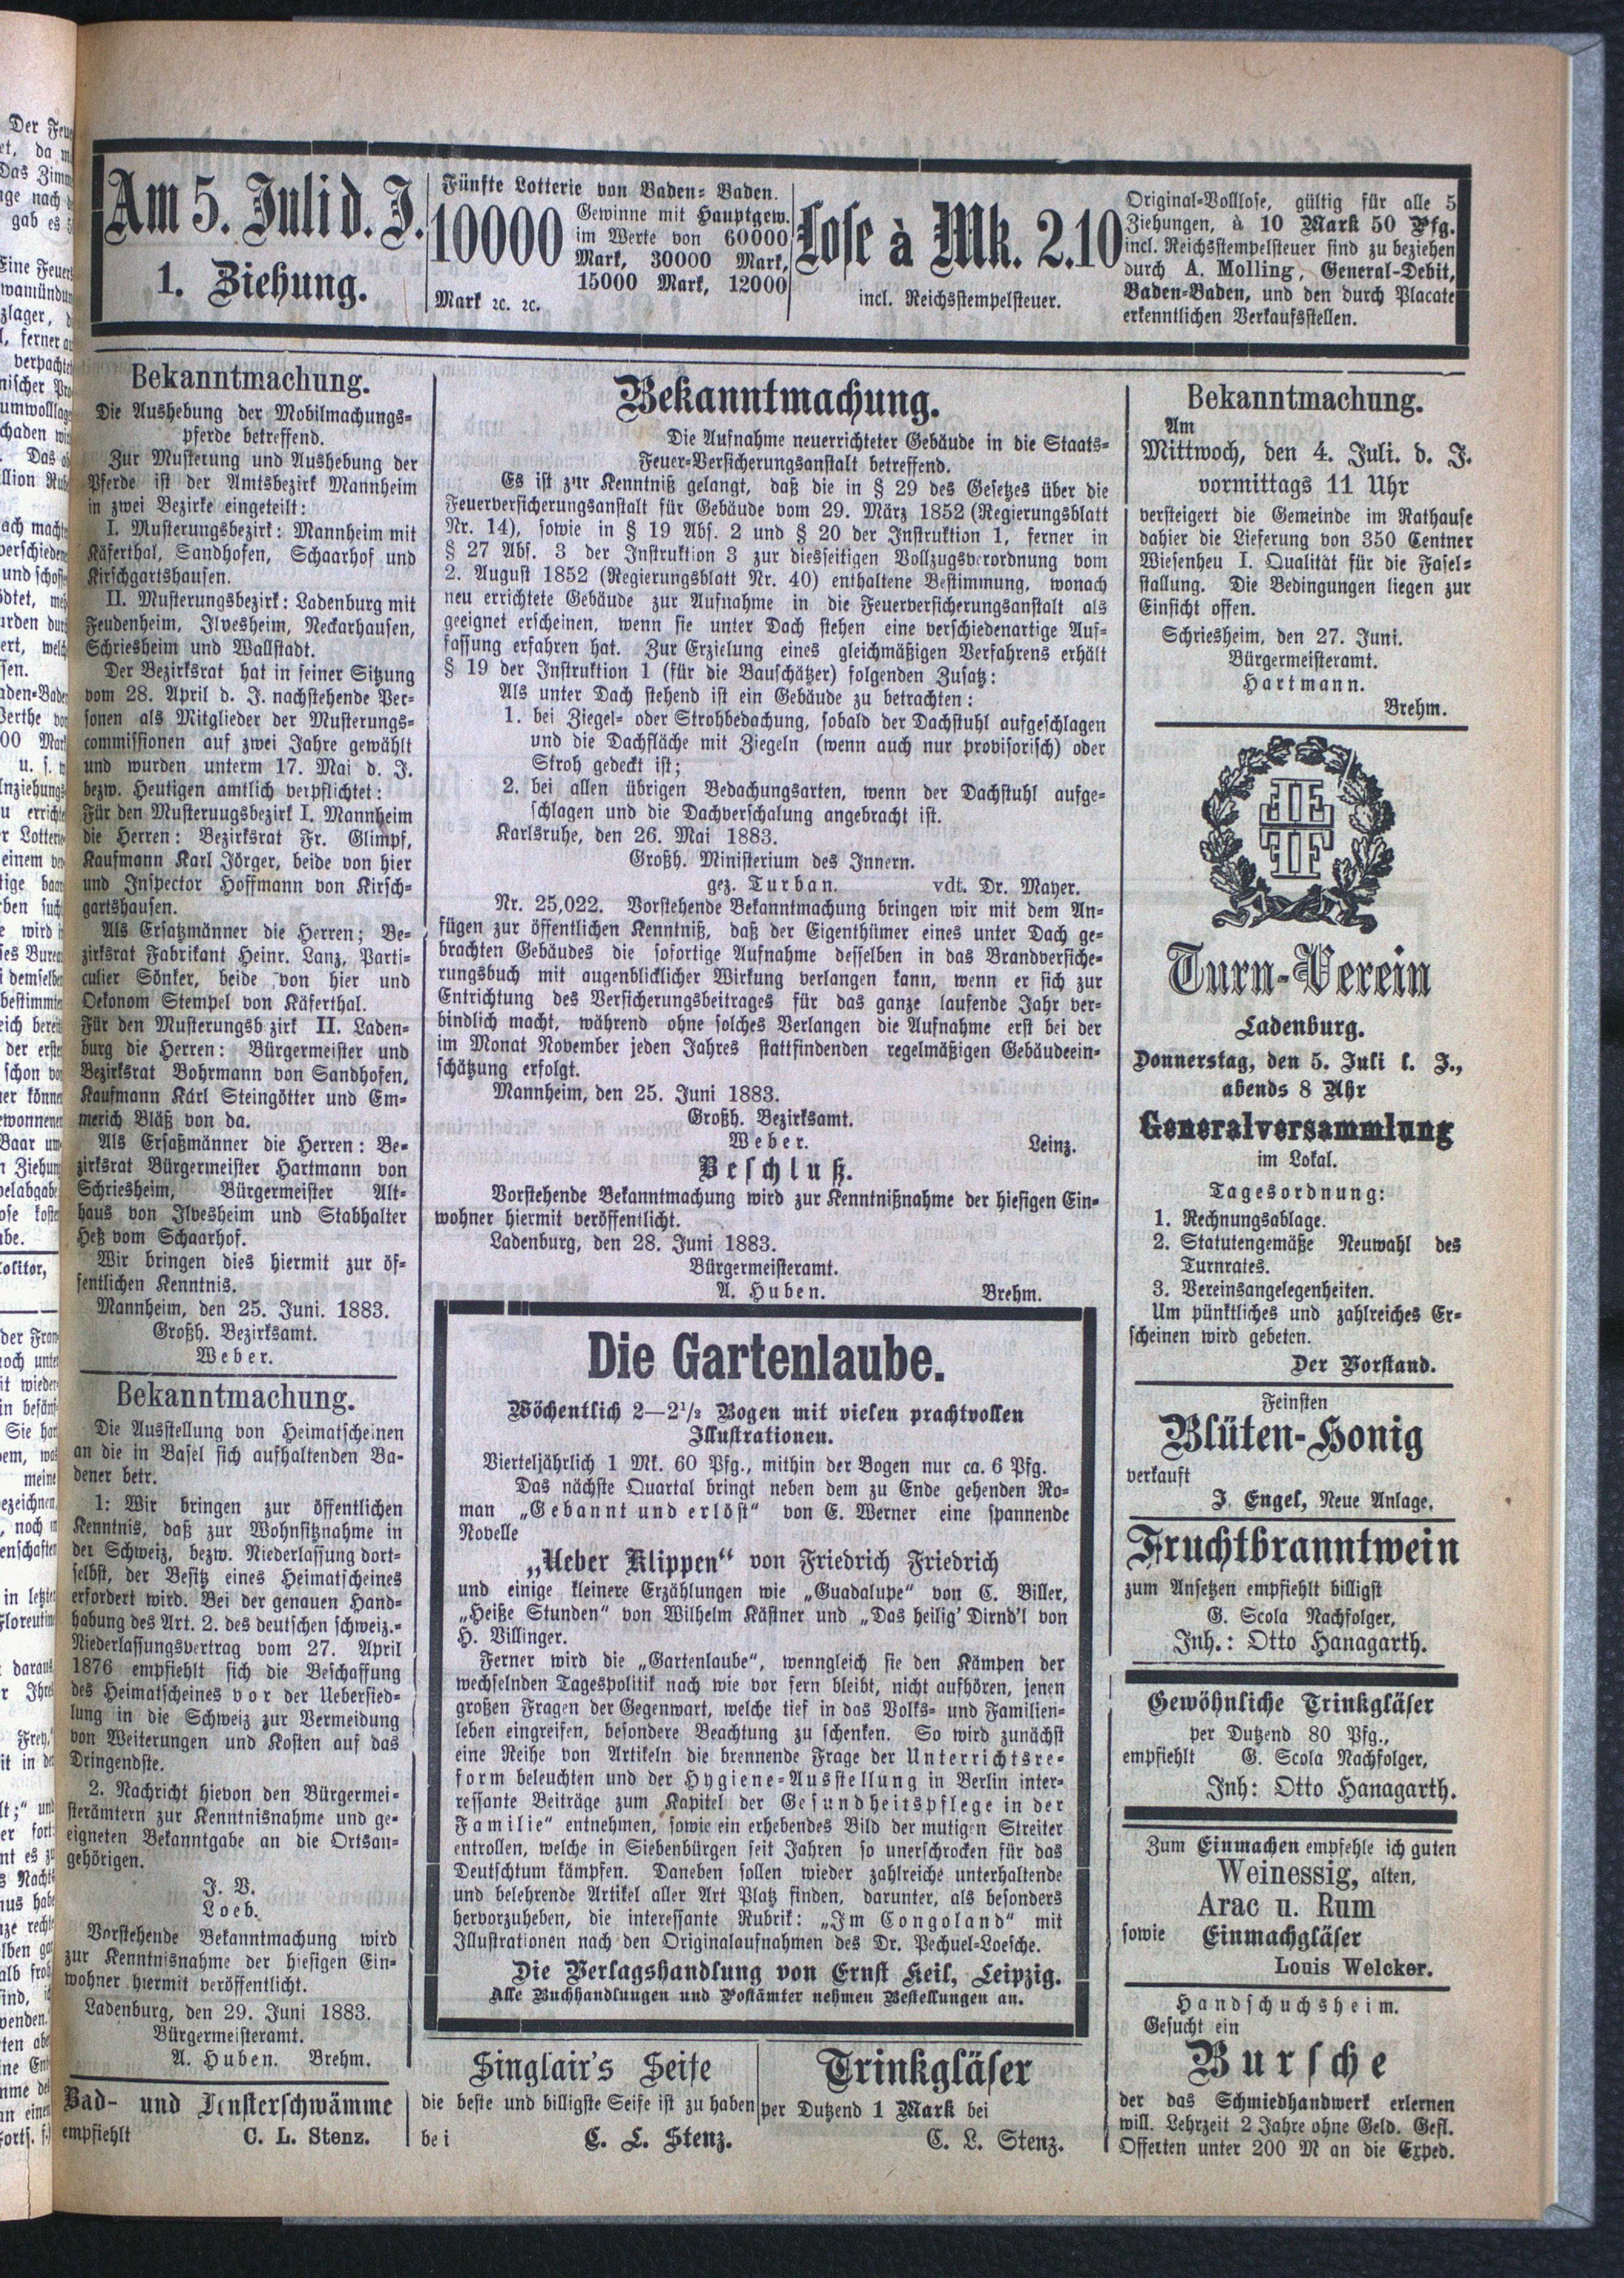 Am 5. Juli d. J.
1. Ziehung.
Fünfte Lotterie von Baden-Baden.
10000
Gewinne mit Hauptgew.
im Werte von 60000
Mark, 30000 Mark,
15000 Mark, 12000
Mark ꝛc. ꝛc.
Lose à Mk. 2.10
incl. Reichsstempelsteuer.
Original-Volllose, gültig für alle 5
Ziehungen, à 10 Mark 50 Pfg.
incl. Reichsstempelsteuer sind zu beziehen
durch A. Molling, General-Debit,
Baden-Baden, und den durch Placate
erkenntlichen Verkaufsstellen.
Bekanntmachung.
Die Aushebung der Mobilmachungs-
pferde betreffend.
Zur Musterung und Aushebung der
Pferde ist der Amtsbezirk Mannheim
in zwei Bezirke eingeteilt:
I. Musterungsbezirk: Mannheim mit
Käferthal, Sandhofen, Schaarhof und
Kirschgartshausen.
II. Musterungsbezirk: Ladenburg mit
Feudenheim, Ilvesheim, Neckarhausen,
Schriesheim und Wallstadt.
Der Bezirksrat hat in seiner Sitzung
vom 28. April d. J. nachstehende Per-
sonen als Mitglieder der Musterungs-
commissionen auf zwei Jahre gewählt
und wurden unterm 17. Mai d. J.
bezw. Heutigen amtlich verpflichtet:
Für den Musteruugsbezirk I. Mannheim
die Herren: Bezirksrat Fr. Glimpf,
Kaufmann Karl Jörger, beide von hier
und Inspector Hoffmann von Kirsch-
gartshausen.
Als Ersatzmänner die Herren; Be-
zirksrat Fabrikant Heinr. Lanz, Parti-
culier Sönker, beide von hier und
Oekonom Stempel von Käferthal.
Für den Musterungsb zirk II. Laden-
burg die Herren: Bürgermeister und
Bezirksrat Bohrmann von Sandhofen,
Kaufmann Karl Steingötter und Em-
merich Bläß von da.
Als Ersaßmänner die Herren: Be-
zirksrat Bürgermeister Hartmann von
Schriesheim, Bürgermeister Alt-
haus von Ilvesheim und Stabhalter
Heß vom Schaarhof.
Wir bringen dies hiermit zur öf-
fentlichen Kenntnis.
Mannheim, den 25. Juni. 1883.
Großh. Bezirksamt.
Weber.
Bekanntmachung.
Die Ausstellung von Heimatscheinen
an die in Basel sich aufhaltenden Ba-
dener betr.
1: Wir bringen zur öffentlichen
Kenntnis, daß zur Wohnsitznahme in
der Schweiz, bezw. Niederlassung dort-
selbst, der Besitz eines Heimatscheines
erfordert wird. Bei der genauen Hand-
habung des Art. 2. des deutschen schweiz.-
Niederlassungsvertrag vom 27. April
1876 empfiehlt sich die Beschaffung
des Heimatscheines vor der Uebersied-
lung in die Schweiz zur Vermeidung
von Weiterungen und Kosten auf das
Dringendste.
2. Nachricht hievon den Bürgermei-
sterämtern zur Kenntnisnahme und ge-
eigneten Bekanntgabe an die Ortsan-
gehörigen.
J. V.
Loeb.
Vorstehende Bekanntmachung wird
zur Kenntnisnahme der hiesigen Ein-
wohner hiermit veröffentlicht.
Ladenburg, den 29. Juni 1883.
Bürgermeisteramt.
A. Huben. Brehm.
Bad- und Fensterschwämme
empfiehlt C. L. Stenz.
Bekanntmachung.
Die Aufnahme neuerrichteter Gebäude in die Staats-
Feuer-Versicherungsanstalt betreffend.
Es ist zur Kenntniß gelangt, daß die in § 29 des Gesetzes über die
Feuerversicherungsanstalt für Gebäude vom 29. März 1852 (Regierungsblatt
Nr. 14), sowie in § 19 Abs. 2 und § 20 der Instruktion 1, ferner in
§ 27 Abs. 3 der Instruktion 3 zur diesseitigen Vollzugsverordnung vom
2. August 1852 (Regierungsblatt Nr. 40) enthaltene Bestimmung, wonach
neu errichtete Gebäude zur Aufnahme in die Feuerversicherungsanstalt als
geeignet erscheinen, wenn sie unter Dach stehen eine verschiedenartige Auf-
fassung erfahren hat. Zur Erzielung eines gleichmäßigen Verfahrens erhält
§ 19 der Instruktion 1 (für die Bauschätzer) folgenden Zusatz:
Als unter Dach stehend ist ein Gebäude zu betrachten:
1. bei Ziegel- oder Strohbedachung, sobald der Dachstuhl aufgeschlagen
und die Dachfläche mit Ziegeln (wenn auch nur provisorisch) oder
Stroh gedeckt ist;
2. bei allen übrigen Bedachungsarten, wenn der Dachstuhl aufge-
schlagen und die Dachverschalung angebracht ist.
Karlsruhe, den 26. Mai 1883.
Großh. Ministerium des Innern.
gez. Turban. vdt. Dr. Mayer.
Nr. 25,022. Vorstehende Bekanntmachung bringen wir mit dem An-
fügen zur öffentlichen Kenntniß, daß der Eigenthümer eines unter Dach ge-
brachten Gebäudes die sofortige Aufnahme desselben in das Brandversiche-
rungsbuch mit augenblicklicher Wirkung verlangen kann, wenn er sich zur
Entrichtung des Versicherungsbeitrages für das ganze laufende Jahr ver-
bindlich macht, während ohne solches Verlangen die Aufnahme erst bei der
im Monat November jeden Jahres stattfindenden regelmäßigen Gebäudeein-
schätzung erfolgt.
Mannheim, den 25. Juni 1883.
Großh. Bezirksamt.
Weber. Leinz.
Beschluß.
Vorstehende Bekanntmachung wird zur Kenntnißnahme der hiesigen Ein-
wohner hiermit veröffentlicht.
Ladenburg, den 28. Juni 1883.
Bürgermeisteramt.
A. Huben. Brehm.
Die Gartenlaube.
Wöchentlich 2—2½ Bogen mit vielen prachtvollen
Illustrationen.
Vierteljährlich 1 Mk. 60 Pfg., mithin der Bogen nur ca. 6 Pfg.
Das nächste Quartal bringt neben dem zu Ende gehenden Ro-
man „Gebannt und erlöst“ von E. Werner eine spannende
Novelle
„Ueber Klippen“ von Friedrich Friedrich
und einige kleinere Erzählungen wie „Guadalupe“ von C. Biller,
„Heiße Stunden“ von Wilhelm Kästner und „Das heilig' Dirnd'l von
H. Villinger.
Ferner wird die „Gartenlaube“, wenngleich sie den Kämpen der
wechselnden Tagespolitik nach wie vor fern bleibt, nicht aufhören, jenen
großen Fragen der Gegenwart, welche tief in das Volks- und Familien-
leben eingreifen, besondere Beachtung zu schenken. So wird zunächst
eine Reihe von Artikeln die brennende Frage der Unterrichtsre-
form beleuchten und der Hygiene-Ausstellung in Berlin inter-
ressante Beiträge zum Kapitel der Gesundheitspflege in der
Familie“ entnehmen, sowie ein erhebendes Bild der mutigen Streiter
entrollen, welche in Siebenbürgen seit Jahren so unerschrocken für das
Deutschtum kämpfen. Daneben sollen wieder zahlreiche unterhaltende
und belehrende Artikel aller Art Platz finden, darunter, als besonders
hervorzuheben, die interessante Rubrik: „Im Congoland“ mit
Illustrationen nach den Originalaufnahmen des Dr. Pechuel-Loesche.
Die Verlagshandlung von Ernst Keil, Leipzig.
Alle Buchhandlungen und Postämter nehmen Bestellungen an.
Singlair's Seife
die beste und billigste Seife ist zu haben
bei C. L. Stenz.
Trinkgläser
per Dutzend 1 Mark bei
C. L. Stenz.
Bekanntmachung.
Am
Mittwoch, den 4. Juli. d. J.
vormittags 11 Uhr
versteigert die Gemeinde im Rathause
dahier die Lieferung von 350 Centner
Wiesenheu I. Qualität für die Fasel-
stallung. Die Bedingungen liegen zur
Einsicht offen.
Schriesheim, den 27. Juni.
Bürgermeisteramt.
Hartmann.
Brehm.
Turn-Verein
Ladenburg.
Donnerstag, den 5. Juli l. J.,
abends 8 Uhr
Generalversammlung
im Lokal.
Tagesordnung:
1. Rechnungsablage.
2. Statutengemäße Neuwahl des
Turnrates.
3. Vereinsangelegenheiten.
Um pünktliches und zahlreiches Er-
scheinen wird gebeten.
Der Vorstand.
Feinsten
Blüten-Honig
verkauft
J. Engel, Neue Anlage.
Fruchtbranntwein
zum Ansetzen empfiehlt billigst
G. Scola Nachfolger,
Inh.: Otto Hanagarth.
Gewöhnliche Trinkgläser
per Dutzend 80 Pfg.,
empfiehlt G. Scola Nachfolger,
Inh: Otto Hanagarth.
Zum Einmachen empfehle ich guten
Weinessig, alten,
Arac u. Rum
sowie Einmachgläser
Louis Welcker.
Handschuchsheim.
Gesucht ein
Bursche
der das Schmiedhandwerk erlernen
will. Lehrzeit 2 Jahre ohne Geld. Gefl.
Offerten unter 200 M an die Exped.